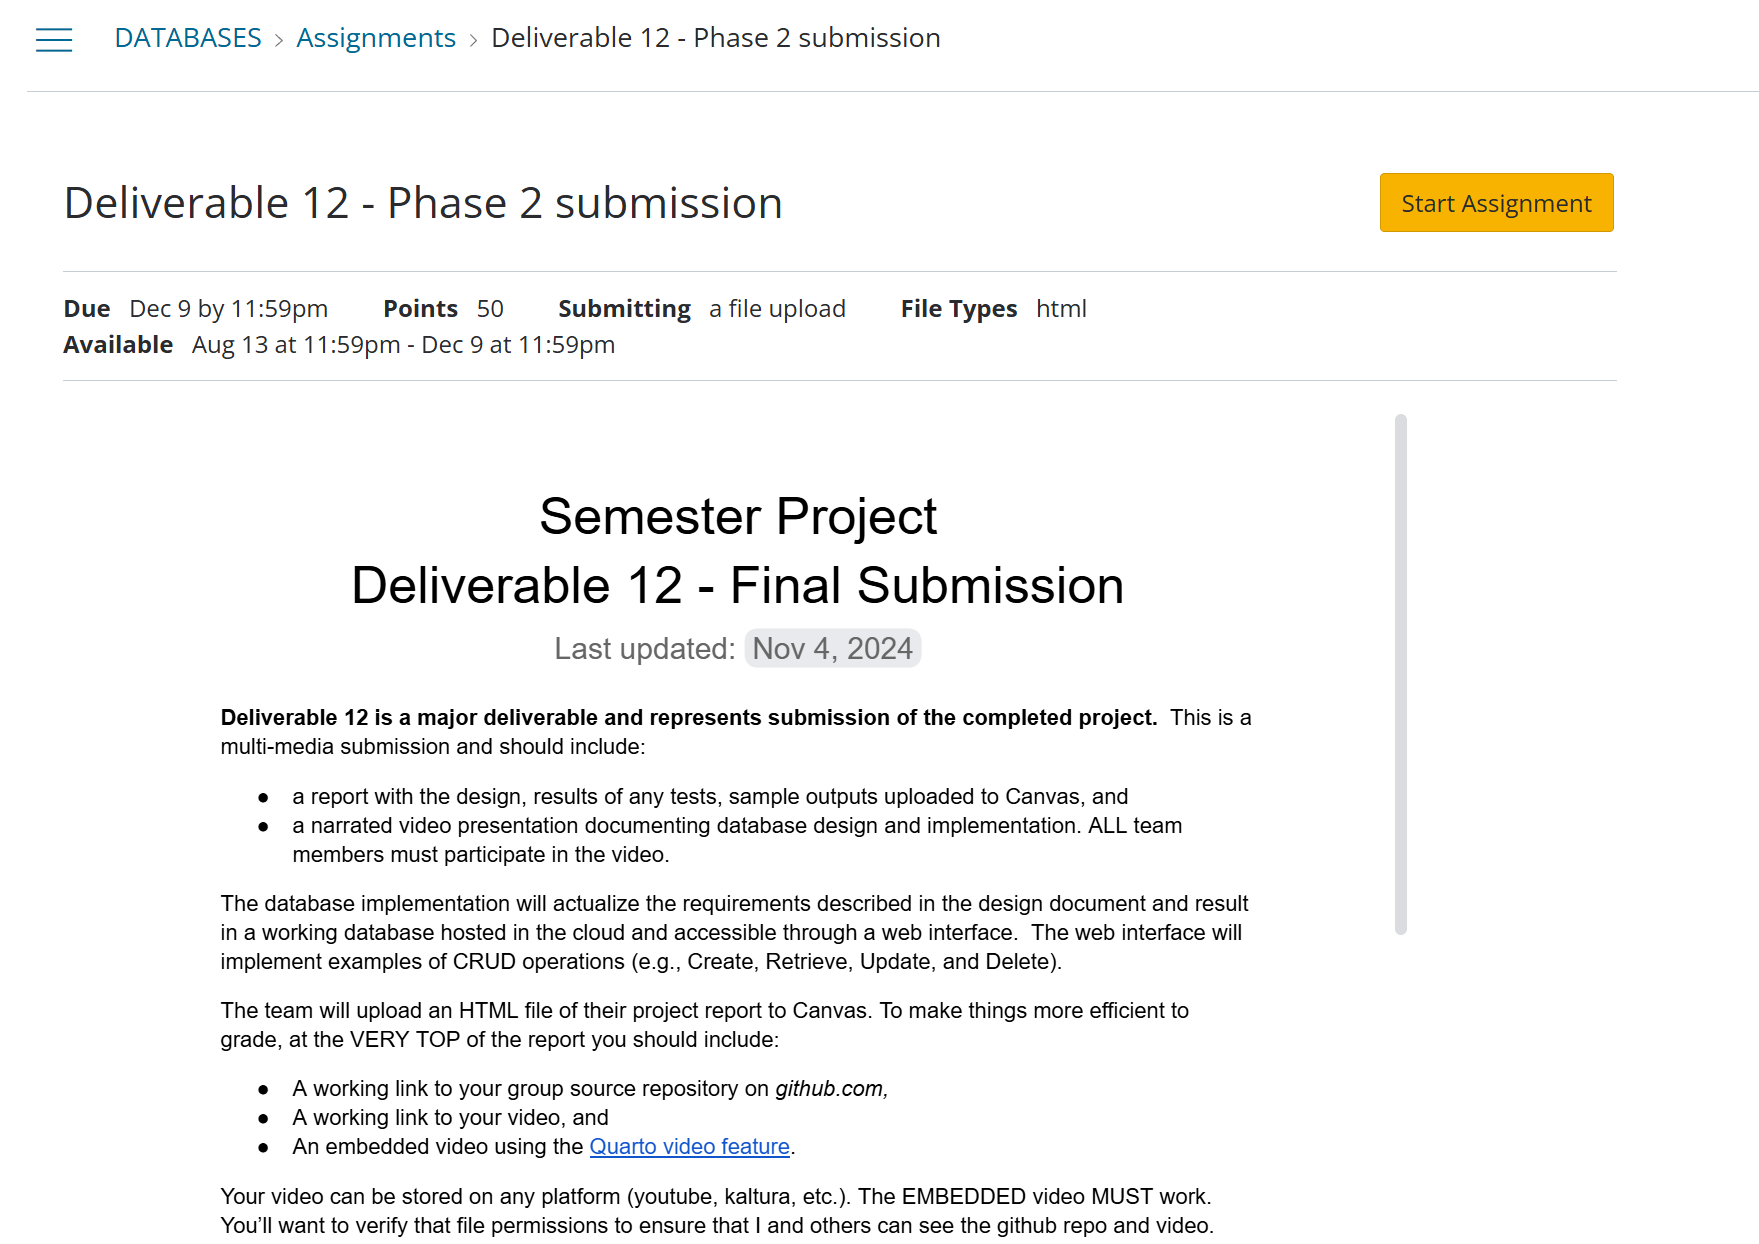 DATABASES > Assignments > Deliverable 12 - Phase 2 submission
Deliverable 12 - Phase 2 submission
Start Assignment
Due Dec 9 by 11:59pm Points 50 Submitting a file upload File Types html
Available Aug 13 at 11:59pm - Dec 9 at 11:59pm
Semester Project
Deliverable 12 - Final Submission
Last updated: Nov 4, 2024
Deliverable 12 is a major deliverable and represents submission of the completed project. This is a
multi-media submission and should include:
● a report with the design, results of any tests, sample outputs uploaded to Canvas, and
● a narrated video presentation documenting database design and implementation. ALL team
members must participate in the video.
The database implementation will actualize the requirements described in the design document and result
in a working database hosted in the cloud and accessible through a web interface. The web interface will
implement examples of CRUD operations (e.g., Create, Retrieve, Update, and Delete).
The team will upload an HTML file of their project report to Canvas. To make things more efficient to
grade, at the VERY TOP of the report you should include:
● A working link to your group source repository on github.com,
● A working link to your video, and
● An embedded video using the Quarto video feature.
Your video can be stored on any platform (youtube, kaltura, etc.). The EMBEDDED video MUST work.
You'll want to verify that file permissions to ensure that I and others can see the github repo and video.